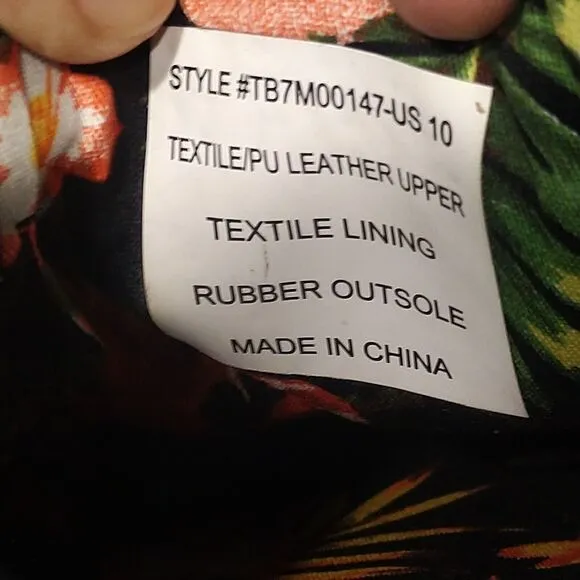 STYLE #TB7M00147-US 10
TEXTILE/PU LEATHER UPPER
TEXTILE LINING
RUBBER OUTSOLE
MADE IN CHINA